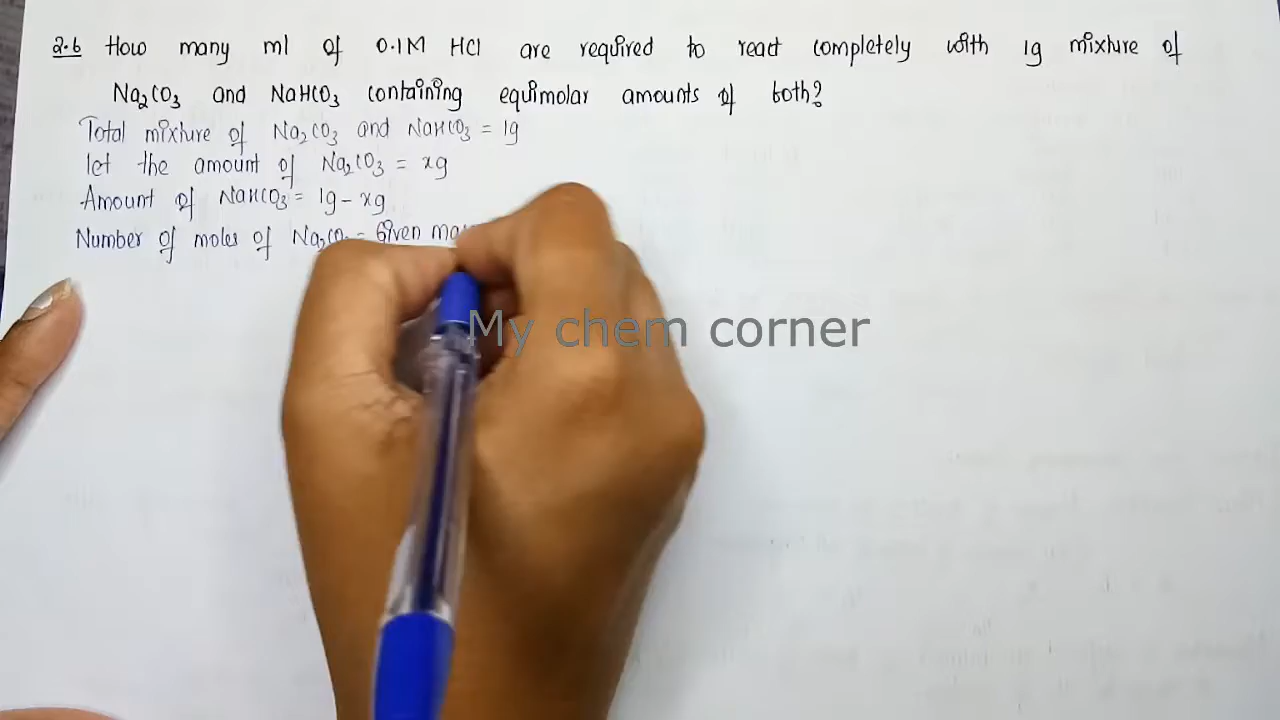 2.6 How many ml of 0.1M HCl are required to react completely with 1g mixture of
Na2CO3 and NaHCO3 containing equimolar amounts of both?
Total mixture of Na2CO3 and NaHCO3 = 1g
let the amount of Na2CO3 = xg
Amount of NaHCO3 = 1g - xg
Number of moles of Na2CO3 = Given
My chem corner